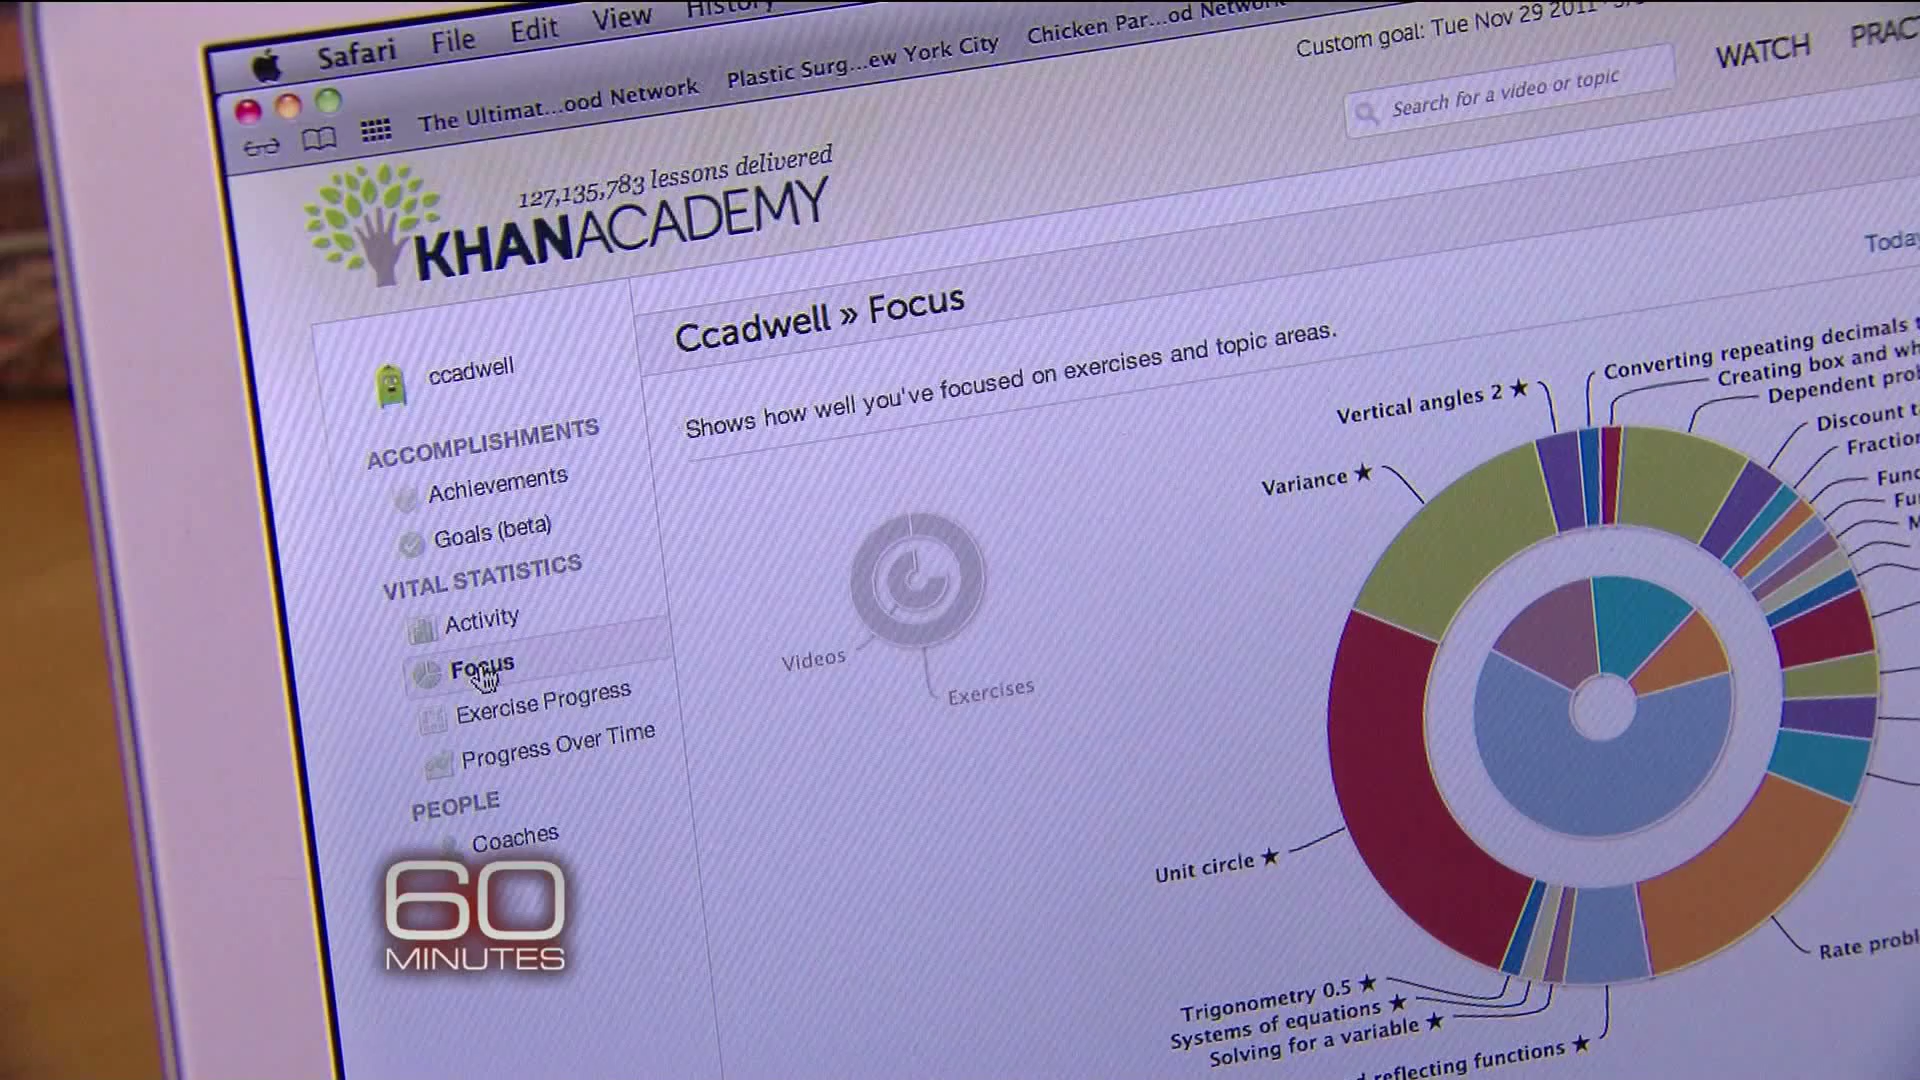 Safari File Edit View History
The Ultimat...ood Network Plastic Surg...ew York City Chicken Par...od Network
Custom goal: Tue Nov 29 2011
Search for a video or topic
WATCH
127,135,783 lessons delivered
KHANACADEMY
Today
Ccadwell » Focus
ccadwell
Shows how well you've focused on exercises and topic areas.
ACCOMPLISHMENTS
Achievements
Goals (beta)
VITAL STATISTICS
Activity
Focus
Exercise Progress
Progress Over Time
PEOPLE
Coaches
Videos
Exercises
Vertical angles 2 ★
Variance ★
Unit circle ★
Trigonometry 0.5 ★
Systems of equations ★
Solving for a variable ★
reflecting functions ★
Converting repeating decimals
Creating box and
Dependent
Discount
Rate
60
MINUTES